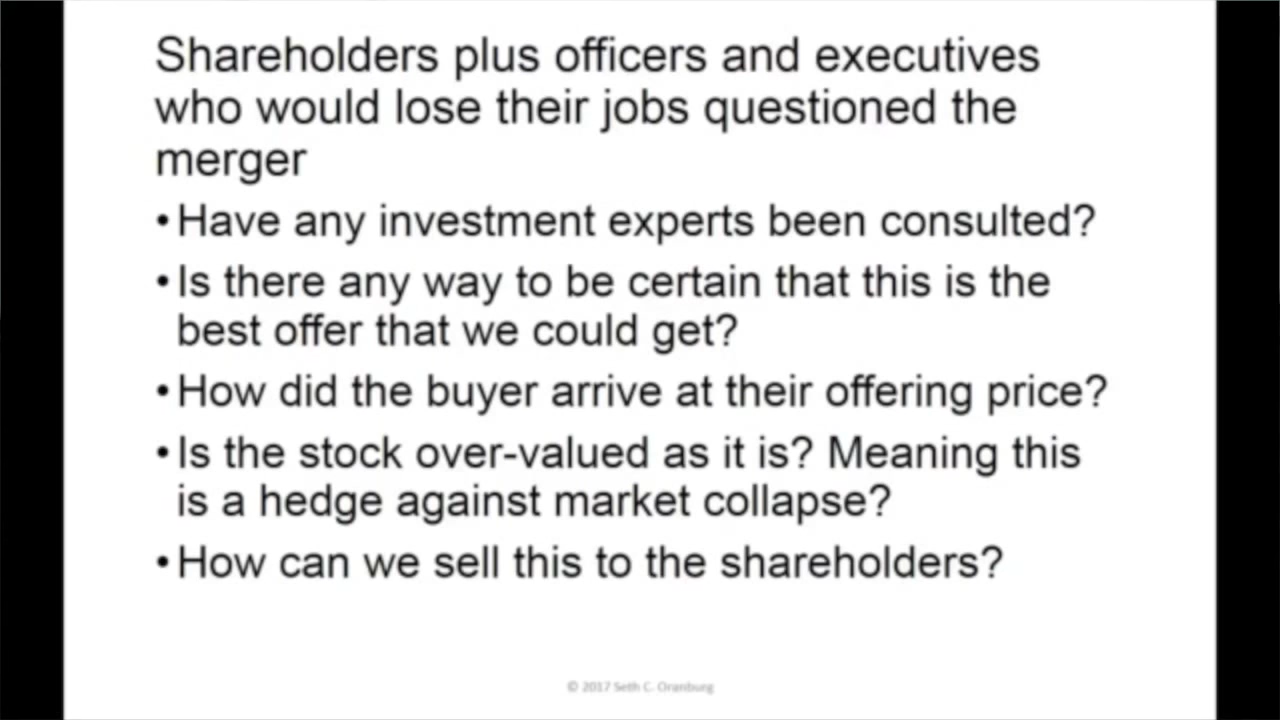 Shareholders plus officers and executives
who would lose their jobs questioned the
merger
• Have any investment experts been consulted?
• Is there any way to be certain that this is the
best offer that we could get?
• How did the buyer arrive at their offering price?
• Is the stock over-valued as it is? Meaning this
is a hedge against market collapse?
• How can we sell this to the shareholders?
© 2017 Seth C. Oranburg